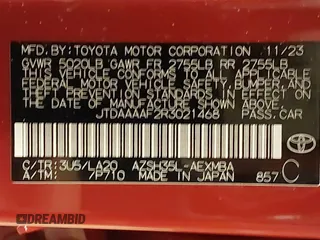 MFD. BY: TOYOTA MOTOR CORPORATION 11/23
GVWR 5020LB GAWR FR 2755LB RR 2755LB
THIS VEHICLE CONFORMS TO ALL APPLICABLE
FEDERAL MOTOR VEHICLE SAFETY, BUMPER, AND
THEFT PREVENTION STANDARDS IN EFFECT ON
THE DATE OF MANUFACTURE SHOWN ABOVE.
JTDAAAAF2R3021468 PASS.CAR
C/TR: 3U5/LA20 AZSH35L-AEXMBA
A/TM: /P710 MADE IN JAPAN 857 C
TOYOTA
DREAMBID